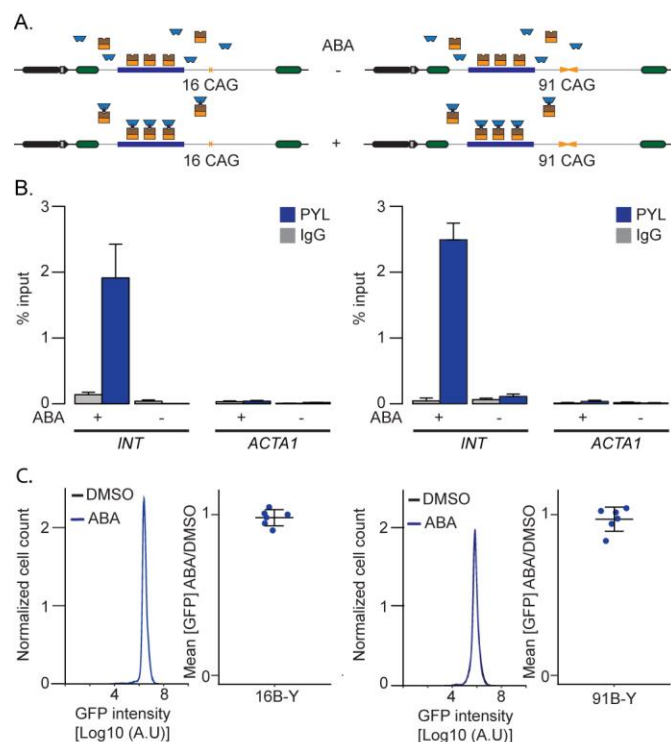 A.
ABA
16 CAG - 91 CAG
16 CAG + 91 CAG
B.
3
2
1
0
% input
PYL
IgG
ABA + - + -
INT ACTA1
3
2
1
0
% input
PYL
IgG
ABA + - + -
INT ACTA1
C.
DMSO
ABA
Normalized cell count
2
1
0
4 8
GFP intensity
[Log10 (A.U)]
Mean [GFP] ABA/DMSO
1
0
16B-Y
DMSO
ABA
Normalized cell count
2
1
0
4 8
GFP intensity
[Log10 (A.U)]
Mean [GFP] ABA/DMSO
1
0
91B-Y